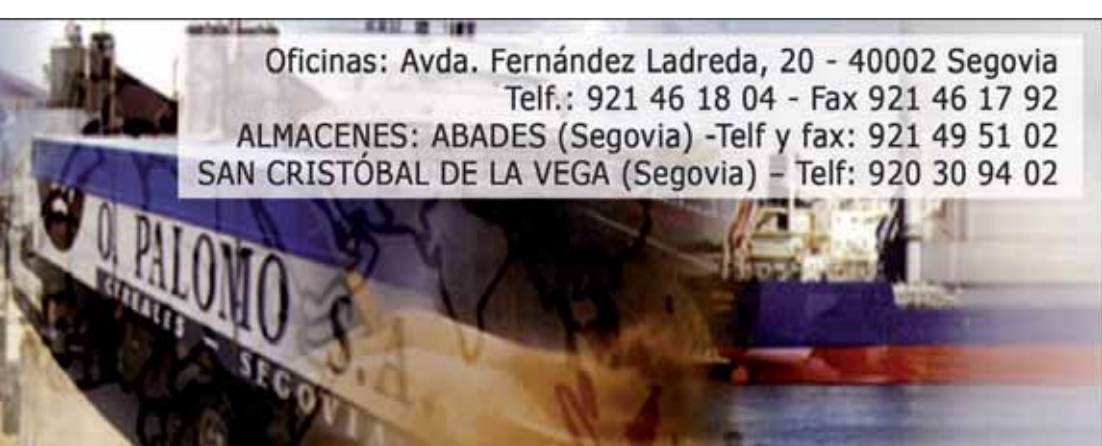 Oficinas: Avda. Fernández Ladreda, 20 - 40002 Segovia
Telf.: 921 46 18 04 - Fax 921 46 17 92
ALMACENES: ABADES (Segovia) -Telf y fax: 921 49 51 02
SAN CRISTÓBAL DE LA VEGA (Segovia) – Telf: 920 30 94 02
O. PALOMO S.A.
CEREALES – SEGOVIA